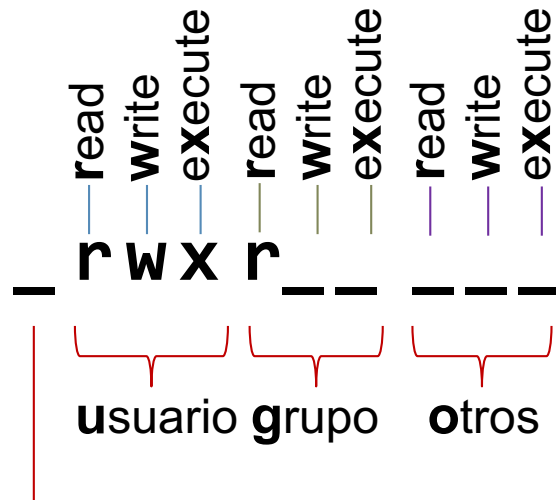 read write execute read write execute read write execute
_ r w x r _ _ _ _ _
usuario grupo otros